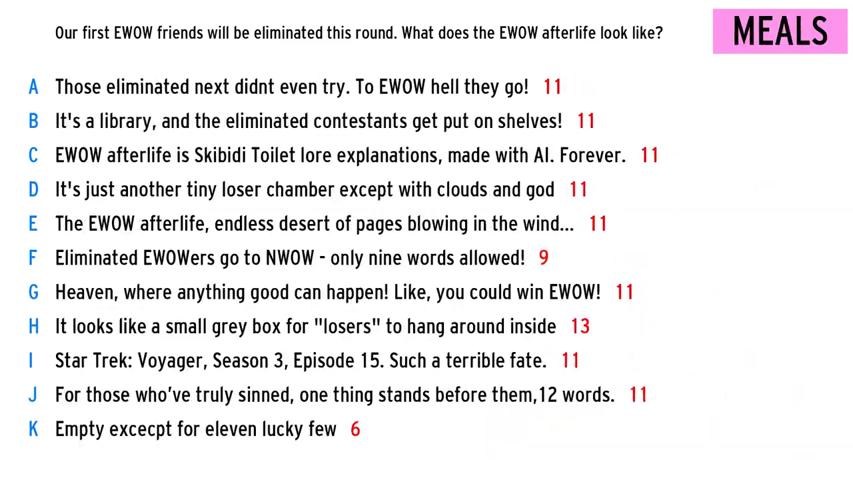 Our first EWOW friends will be eliminated this round. What does the EWOW afterlife look like?
MEALS
A Those eliminated next didnt even try. To EWOW hell they go! 11
B It's a library, and the eliminated contestants get put on shelves! 11
C EWOW afterlife is Skibidi Toilet lore explanations, made with AI. Forever. 11
D It's just another tiny loser chamber except with clouds and god 11
E The EWOW afterlife, endless desert of pages blowing in the wind... 11
F Eliminated EWOWers go to NWOW - only nine words allowed! 9
G Heaven, where anything good can happen! Like, you could win EWOW! 11
H It looks like a small grey box for "losers" to hang around inside 13
I Star Trek: Voyager, Season 3, Episode 15. Such a terrible fate. 11
J For those who’ve truly sinned, one thing stands before them,12 words. 11
K Empty excecpt for eleven lucky few 6